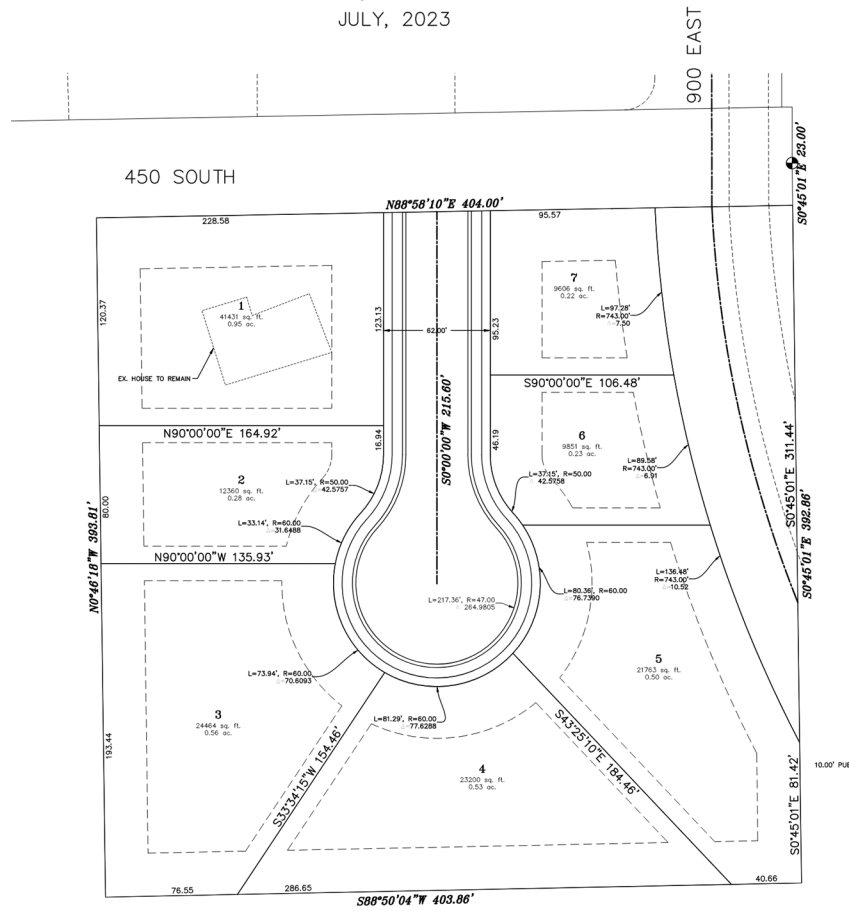 JULY, 2023
900 EAST
S0°45'01"E 23.00'
450 SOUTH
N88°58'10"E 404.00'
228.58
95.57
120.37
1
41431 sq. ft.
0.95 ac.
EX. HOUSE TO REMAIN
123.13
62.00'
95.23
7
9606 sq. ft.
0.22 ac.
L=97.28'
R=743.00'
Δ=7.50
S90°00'00"E 106.48'
S0°00'00"W 215.60'
N90°00'00"E 164.92'
16.94
46.19
6
9851 sq. ft.
0.23 ac.
L=89.58'
R=743.00'
Δ=6.91
S0°45'01"E 311.44'
S0°45'01"E 392.86'
2
12360 sq. ft.
0.28 ac.
80.00
L=37.15', R=50.00
Δ=42.5757
L=37.15', R=50.00
Δ=42.5758
L=33.14', R=60.00
Δ=31.6488
N90°00'00"W 135.93'
N0°46'18"W 393.81'
L=217.36', R=47.00
Δ 264.9805
L=80.36', R=60.00
Δ=76.7390
L=136.48'
R=743.00'
Δ=10.52
5
21763 sq. ft.
0.50 ac.
L=73.94', R=60.00
Δ=70.6093
3
24464 sq. ft.
0.56 ac.
193.44
L=81.29', R=60.00
Δ=77.6288
S33°34'15"W 154.46'
S43°25'10"E 184.46'
4
23200 sq. ft.
0.53 ac.
S0°45'01"E 81.42'
10.00' PUE
76.55
286.65
40.66
S88°50'04"W 403.86'